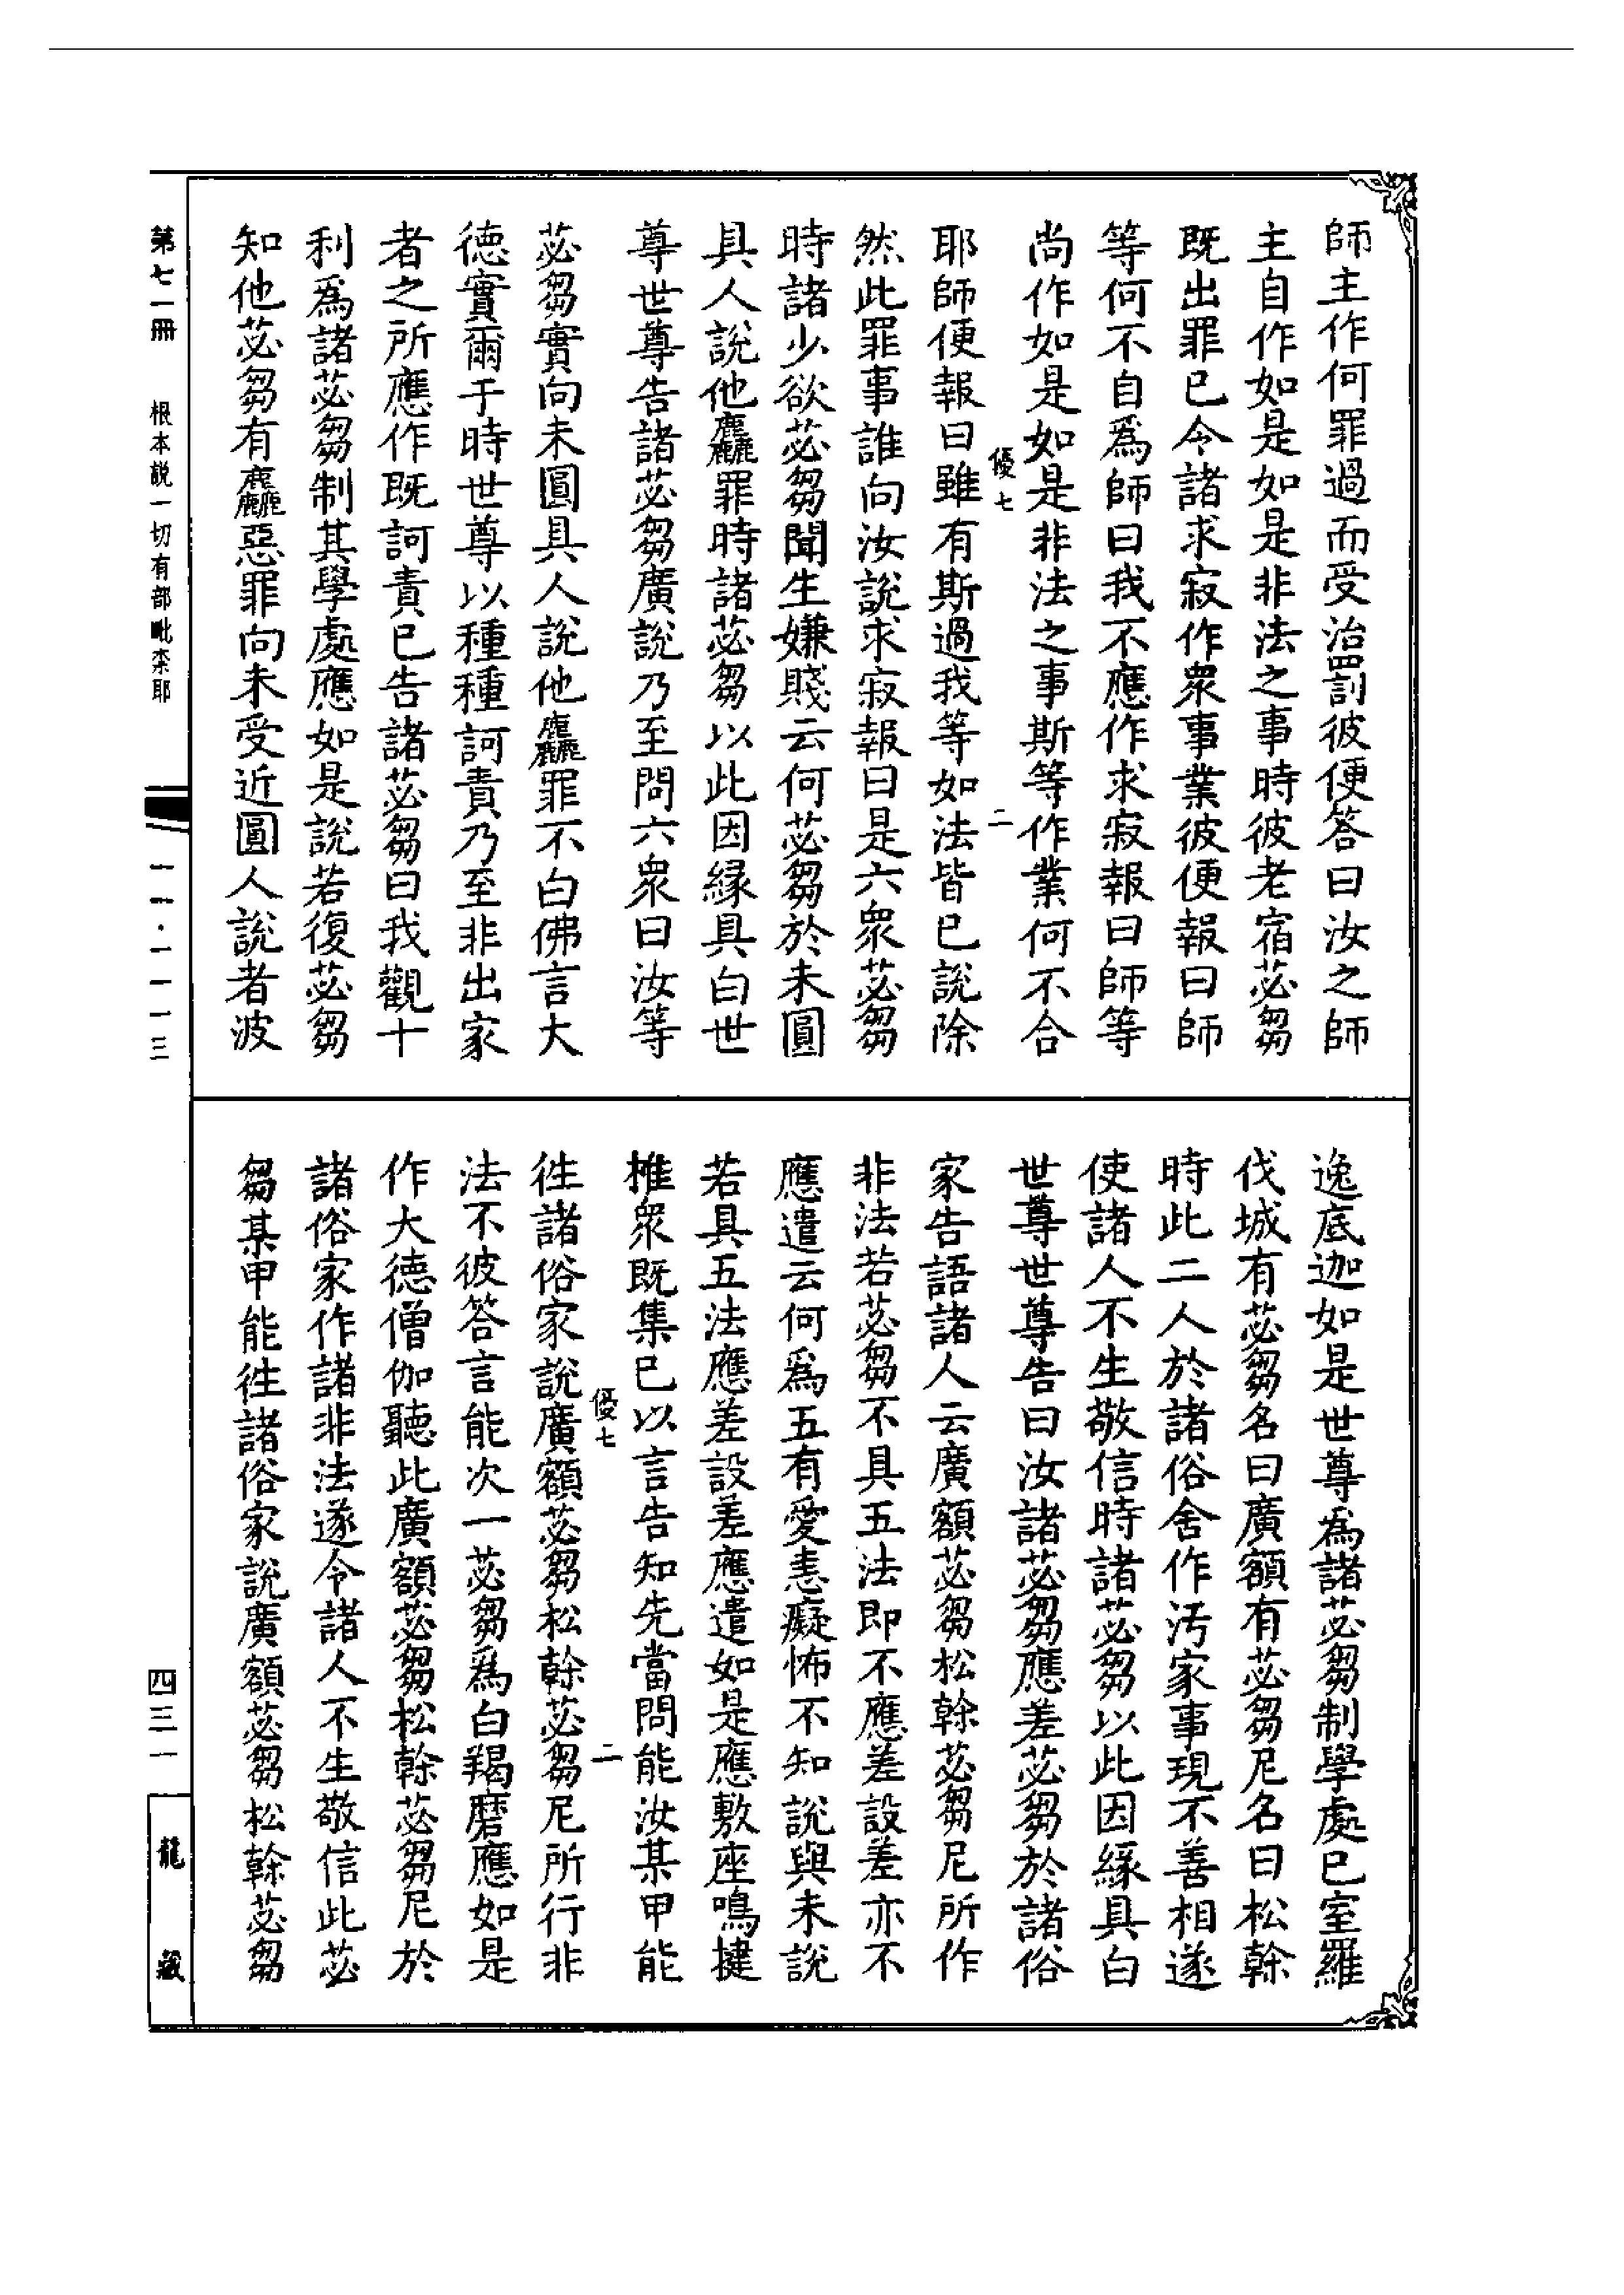 師主作何罪過而受治罰彼便答曰汝之師
主自作如是如是非法之事時彼老宿苾芻
既出罪已令諸求寂作眾事業彼便報曰師
等何不自為師曰我不應作求寂報曰師等
尚作如是如是非法之事斯等作業何不合
優七 二
耶師便報曰雖有斯過我等如法皆已說除
然此罪事誰向汝說求寂報曰是六眾苾芻
時諸少欲苾芻聞生嫌賤云何苾芻於未圓
具人說他麤罪時諸苾芻以此因緣具白世
尊世尊告諸苾芻廣說乃至問六眾曰汝等
苾芻實向未圓具人說他麤罪不白佛言大
德實爾于時世尊以種種訶責乃至非出家
者之所應作既訶責已告諸苾芻曰我觀十
利為諸苾芻制其學處應如是說若復苾芻
知他苾芻有麤惡罪向未受近圓人說者波
逸底迦如是世尊為諸苾芻制學處已室羅
伐城有苾芻名曰廣額有苾芻尼名曰松榦
時此二人於諸俗舍作污家事現不善相遂
使諸人不生敬信時諸苾芻以此因緣具白
世尊世尊告曰汝諸苾芻應差苾芻於諸俗
家告語諸人云廣額苾芻松榦苾芻尼所作
非法若苾芻不具五法即不應差設差亦不
應遣云何為五有愛恚癡怖不知說與未說
若具五法應差設差應遣如是應敷座鳴揵
椎眾既集已以言告知先當問能汝某甲能
優七 二
往諸俗家說廣額苾芻松榦苾芻尼所行非
法不彼答言能次一苾芻為白羯磨應如是
作大德僧伽聽此廣額苾芻松榦苾芻尼於
諸俗家作諸非法遂令諸人不生敬信此苾
芻某甲能往諸俗家說廣額苾芻松榦苾芻
第七一冊 根本說一切有部毗奈耶 一一·一一一三
四三一 龍藏